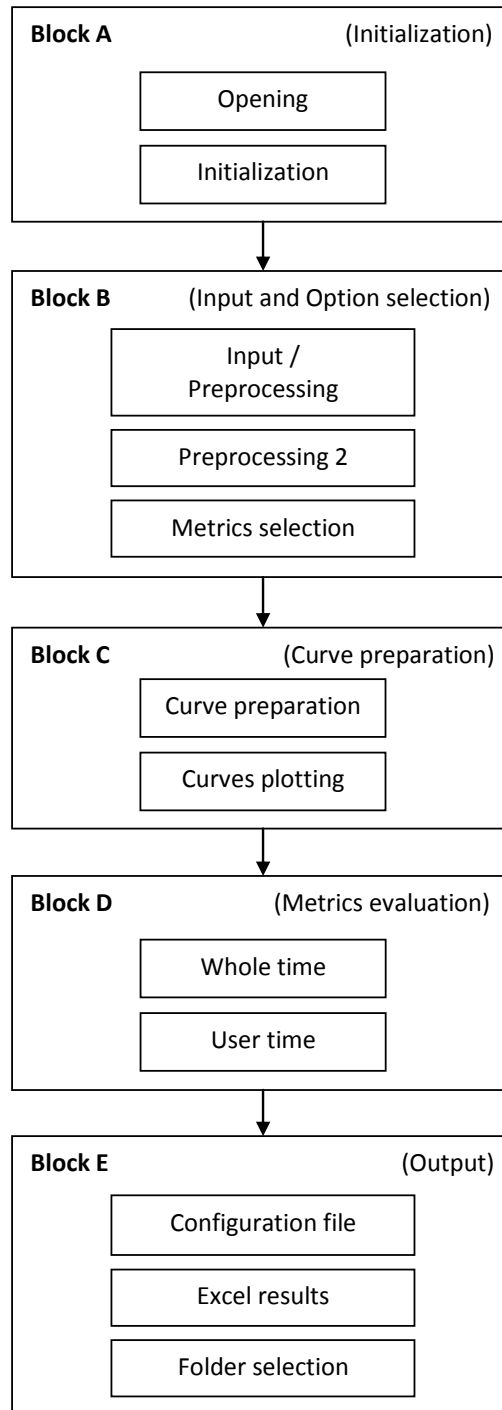 Block A (Initialization)
Opening
Initialization
Block B (Input and Option selection)
Input /
Preprocessing
Preprocessing 2
Metrics selection
Block C (Curve preparation)
Curve preparation
Curves plotting
Block D (Metrics evaluation)
Whole time
User time
Block E (Output)
Configuration file
Excel results
Folder selection